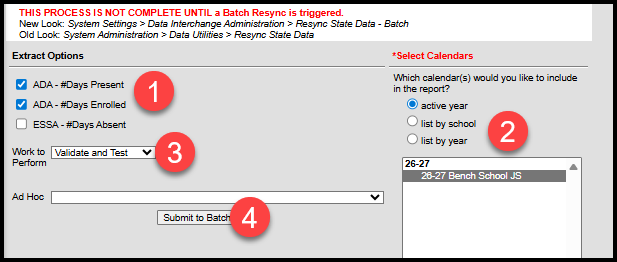 THIS PROCESS IS NOT COMPLETE UNTIL a Batch Resync is triggered.
New Look: System Settings > Data Interchange Administration > Resync State Data - Batch
Old Look: System Administration > Data Utilities > Resync State Data
Extract Options
ADA - #Days Present
ADA - #Days Enrolled
ESSA - #Days Absent
1
Work to Perform
Validate and Test
3
Ad Hoc
Submit to Batch
4
*Select Calendars
Which calendar(s) would you like to include
in the report?
active year
list by school
list by year
2
26-27
26-27 Bench School JS